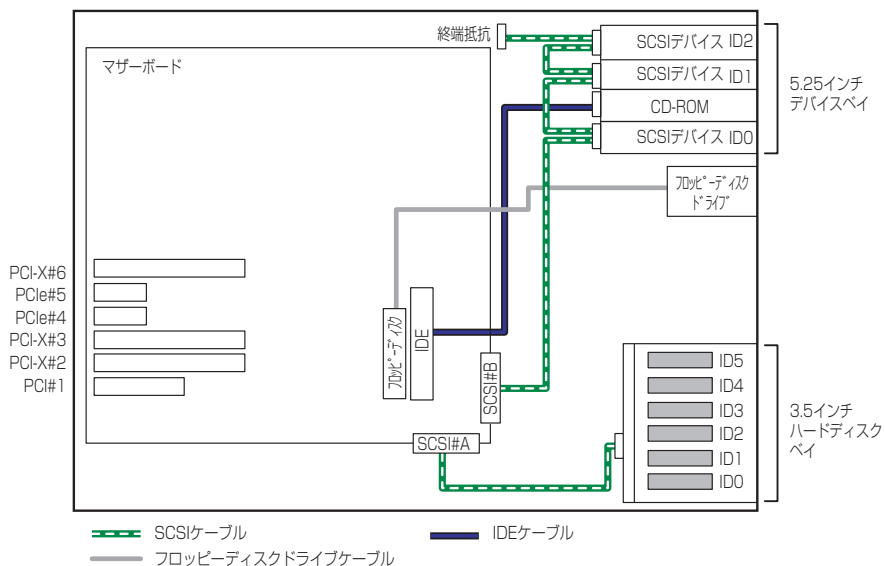 終端抵抗
マザーボード
SCSIデバイス ID2
SCSIデバイス ID1
CD-ROM
SCSIデバイス ID0
5.25インチ
デバイスベイ
フロッピーディスク
ドライブ
PCI-X#6
PCIe#5
PCIe#4
PCI-X#3
PCI-X#2
PCI#1
フロッピーディスク
IDE
SCSI#B
SCSI#A
ID5
ID4
ID3
ID2
ID1
ID0
3.5インチ
ハードディスク
ベイ
SCSIケーブル
IDEケーブル
フロッピーディスクドライブケーブル